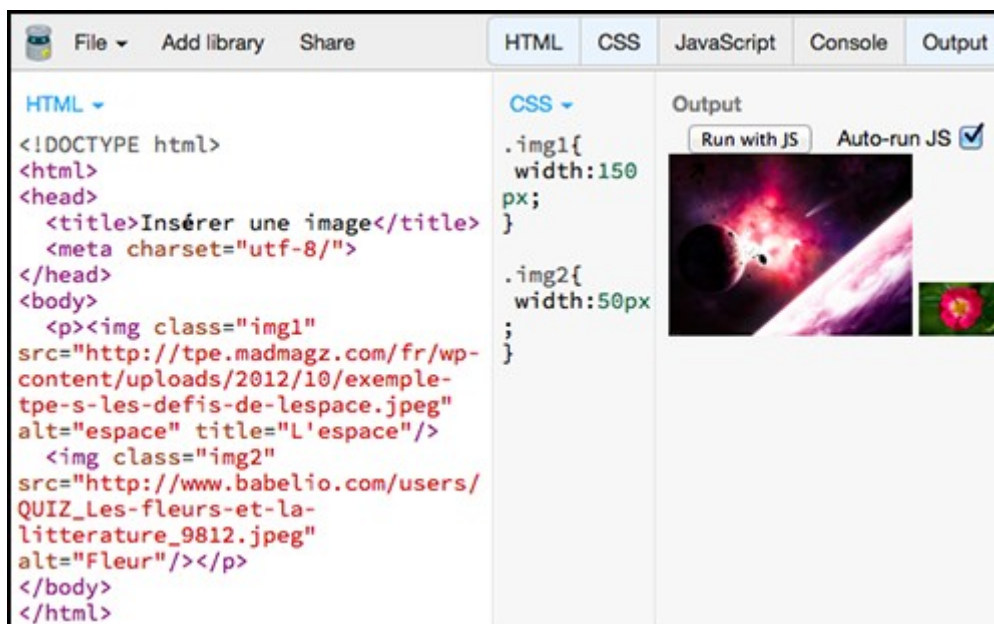 File Add library Share HTML CSS JavaScript Console Output
HTML
<!DOCTYPE html>
<html>
<head>
<title>Insérer une image</title>
<meta charset="utf-8/">
</head>
<body>
<p><img class="img1"
src="http://tpe.madmagz.com/fr/wp-
content/uploads/2012/10/exemple-
tpe-s-les-defis-de-lespace.jpeg"
alt="espace" title="L'espace"/>
<img class="img2"
src="http://www.babelio.com/users/
QUIZ_Les-fleurs-et-la-
litterature_9812.jpeg"
alt="Fleur"/></p>
</body>
</html>
CSS
.img1{
width:150
px;
}
.img2{
width:50px
;
}
Output
Run with JS Auto-run JS